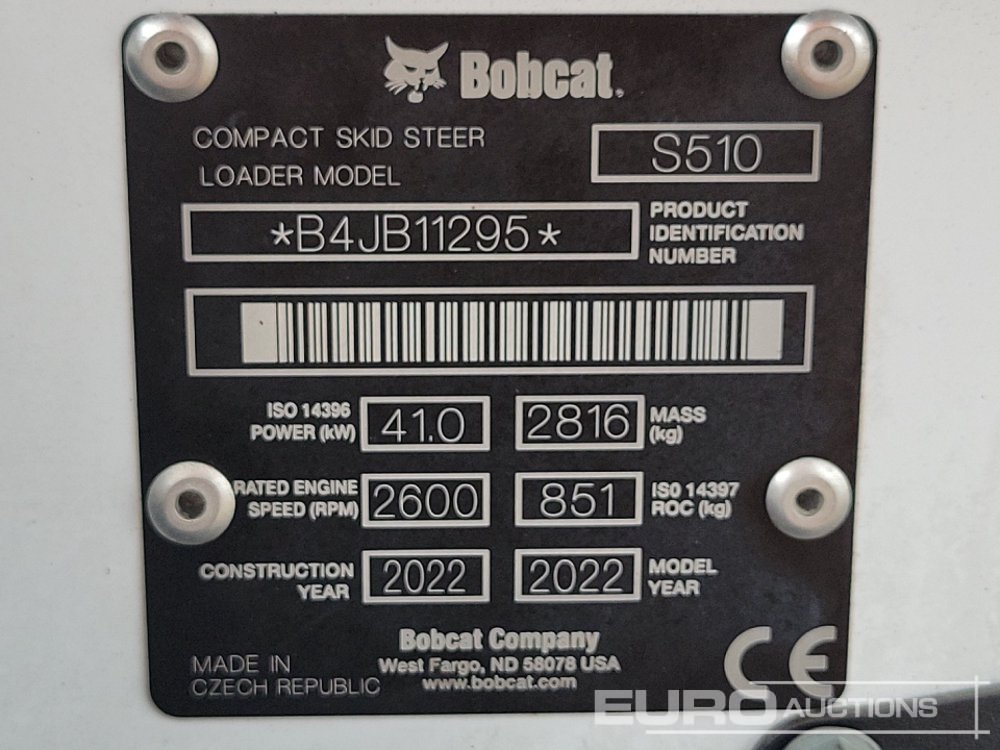 Bobcat.
COMPACT SKID STEER
LOADER MODEL
S510
*B4JB11295*
PRODUCT
IDENTIFICATION
NUMBER
ISO 14396
POWER (kW)
41.0
2816
MASS
(kg)
RATED ENGINE
SPEED (RPM)
2600
851
ISO 14397
ROC (kg)
CONSTRUCTION
YEAR
2022
2022
MODEL
YEAR
Bobcat Company
West Fargo, ND 58078 USA
www.bobcat.com
MADE IN
CZECH REPUBLIC
CE
EURO AUCTIONS